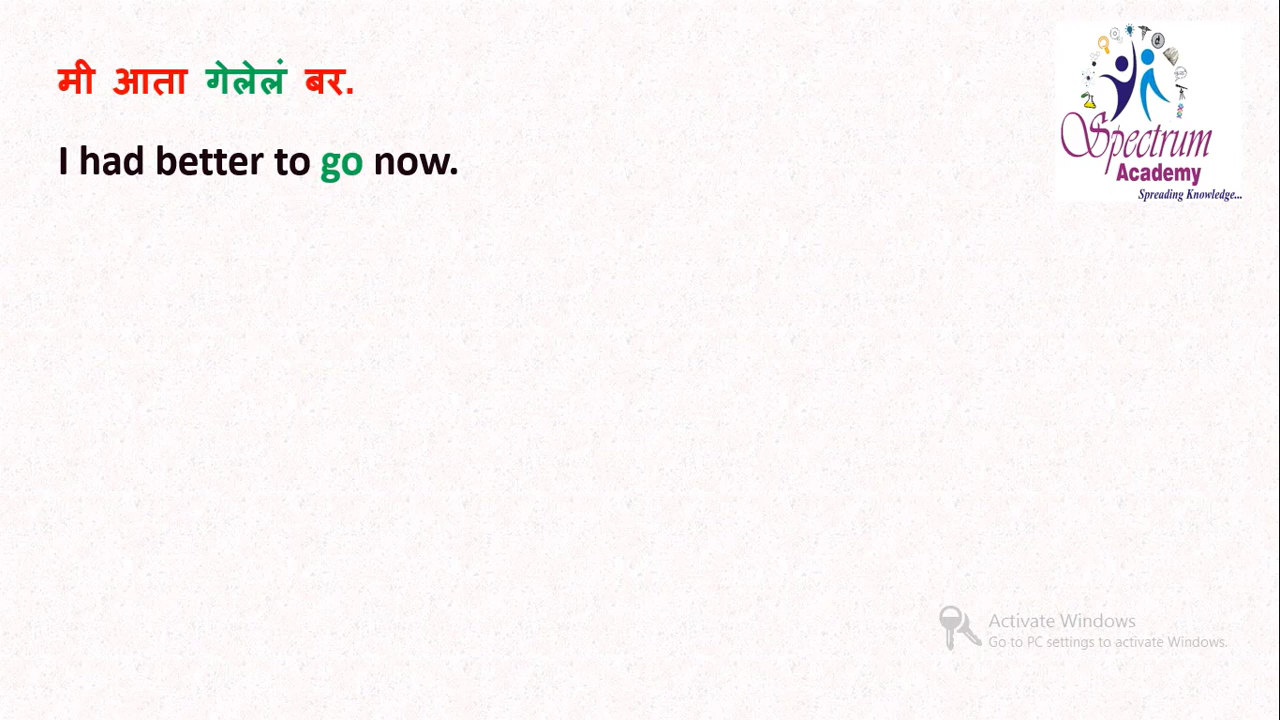 मी आता गेलेलं बर.
I had better to go now.
Spectrum
Academy
Spreading Knowledge...
Activate Windows
Go to PC settings to activate Windows.